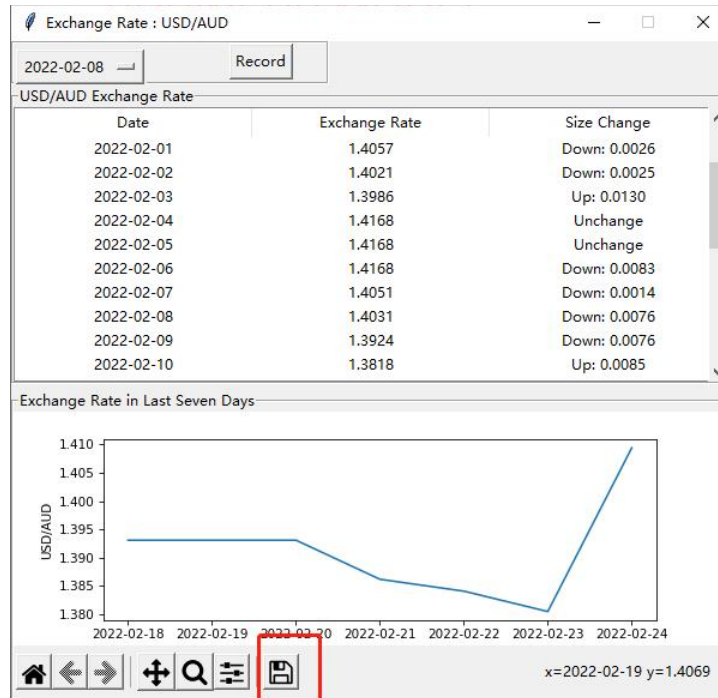 Exchange Rate : USD/AUD
2022-02-08 Record
USD/AUD Exchange Rate
Date Exchange Rate Size Change
2022-02-01 1.4057 Down: 0.0026
2022-02-02 1.4021 Down: 0.0025
2022-02-03 1.3986 Up: 0.0130
2022-02-04 1.4168 Unchange
2022-02-05 1.4168 Unchange
2022-02-06 1.4168 Down: 0.0083
2022-02-07 1.4051 Down: 0.0014
2022-02-08 1.4031 Down: 0.0076
2022-02-09 1.3924 Down: 0.0076
2022-02-10 1.3818 Up: 0.0085
Exchange Rate in Last Seven Days
1.410
1.405
1.400
1.395
1.390
1.385
1.380
USD/AUD
2022-02-18 2022-02-19 2022-02-20 2022-02-21 2022-02-22 2022-02-23 2022-02-24
x=2022-02-19 y=1.4069